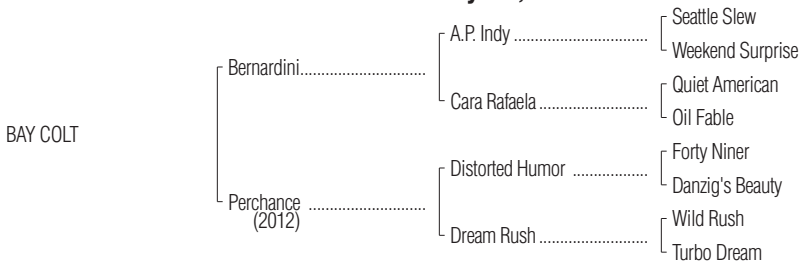 A.P. Indy
Seattle Slew
Weekend Surprise
Bernardini
Cara Rafaela
Quiet American
Oil Fable
BAY COLT
Distorted Humor
Forty Niner
Danzig's Beauty
Perchance
(2012)
Dream Rush
Wild Rush
Turbo Dream